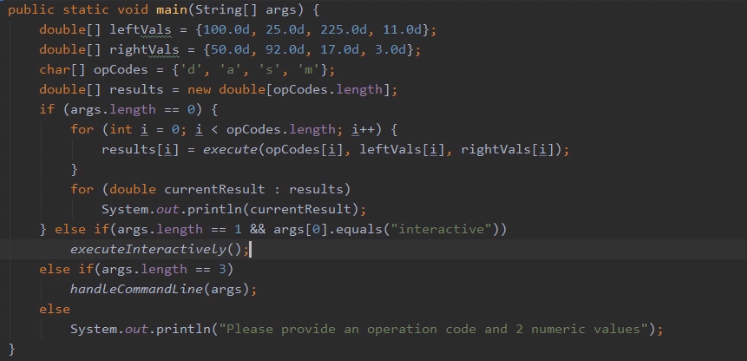 public static void main(String[] args) {
    double[] leftVals = {100.0d, 25.0d, 225.0d, 11.0d};
    double[] rightVals = {50.0d, 92.0d, 17.0d, 3.0d};
    char[] opCodes = {'d', 'a', 's', 'm'};
    double[] results = new double[opCodes.length];
    if (args.length == 0) {
        for (int i = 0; i < opCodes.length; i++) {
            results[i] = execute(opCodes[i], leftVals[i], rightVals[i]);
        }
        for (double currentResult : results)
            System.out.println(currentResult);
    } else if(args.length == 1 && args[0].equals("interactive"))
        executeInteractively();
    else if(args.length == 3)
        handleCommandLine(args);
    else
        System.out.println("Please provide an operation code and 2 numeric values");
}